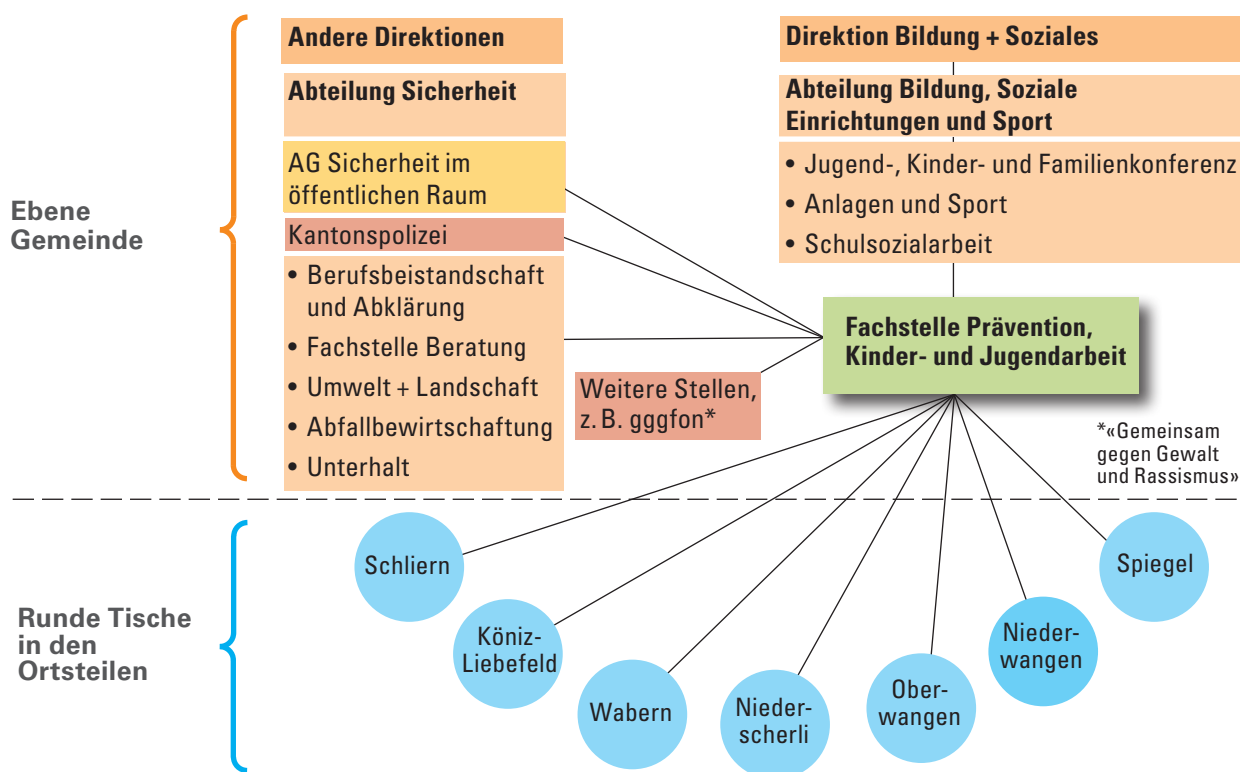 Ebene
Gemeinde
Andere Direktionen
Abteilung Sicherheit
AG Sicherheit im
öffentlichen Raum
Kantonspolizei
• Berufsbeistandschaft
und Abklärung
• Fachstelle Beratung
• Umwelt + Landschaft
• Abfallbewirtschaftung
• Unterhalt
Weitere Stellen,
z. B. gggfon*
Direktion Bildung + Soziales
Abteilung Bildung, Soziale
Einrichtungen und Sport
• Jugend-, Kinder- und Familienkonferenz
• Anlagen und Sport
• Schulsozialarbeit
Fachstelle Prävention,
Kinder- und Jugendarbeit
*«Gemeinsam
gegen Gewalt
und Rassismus»
Runde Tische
in den
Ortsteilen
Schliern
Köniz-
Liebefeld
Wabern
Nieder-
scherli
Ober-
wangen
Nieder-
wangen
Spiegel